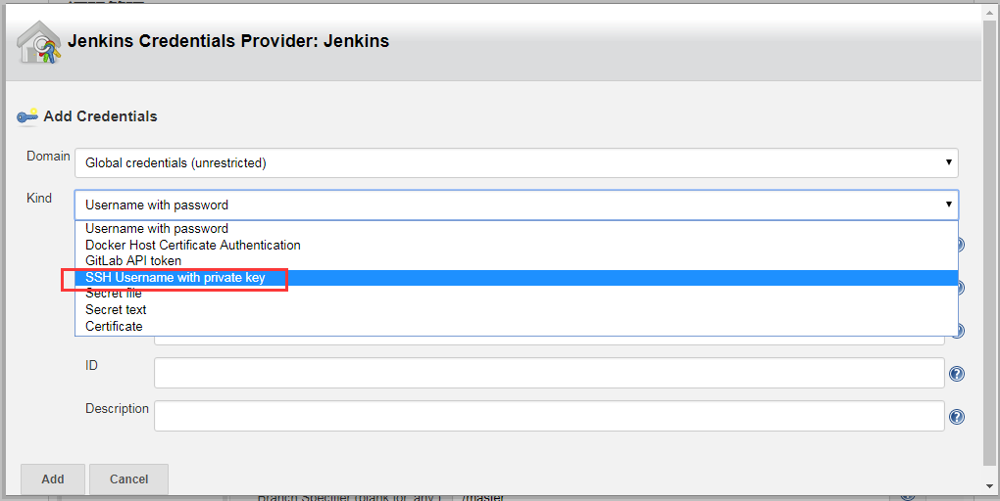 Jenkins Credentials Provider: Jenkins
Add Credentials
Domain
Global credentials (unrestricted)
Kind
Username with password
Username with password
Docker Host Certificate Authentication
GitLab API token
SSH Username with private key
Secret file
Secret text
Certificate
ID
Description
Add
Cancel
Branch Specifier (blank for 'any')
/master